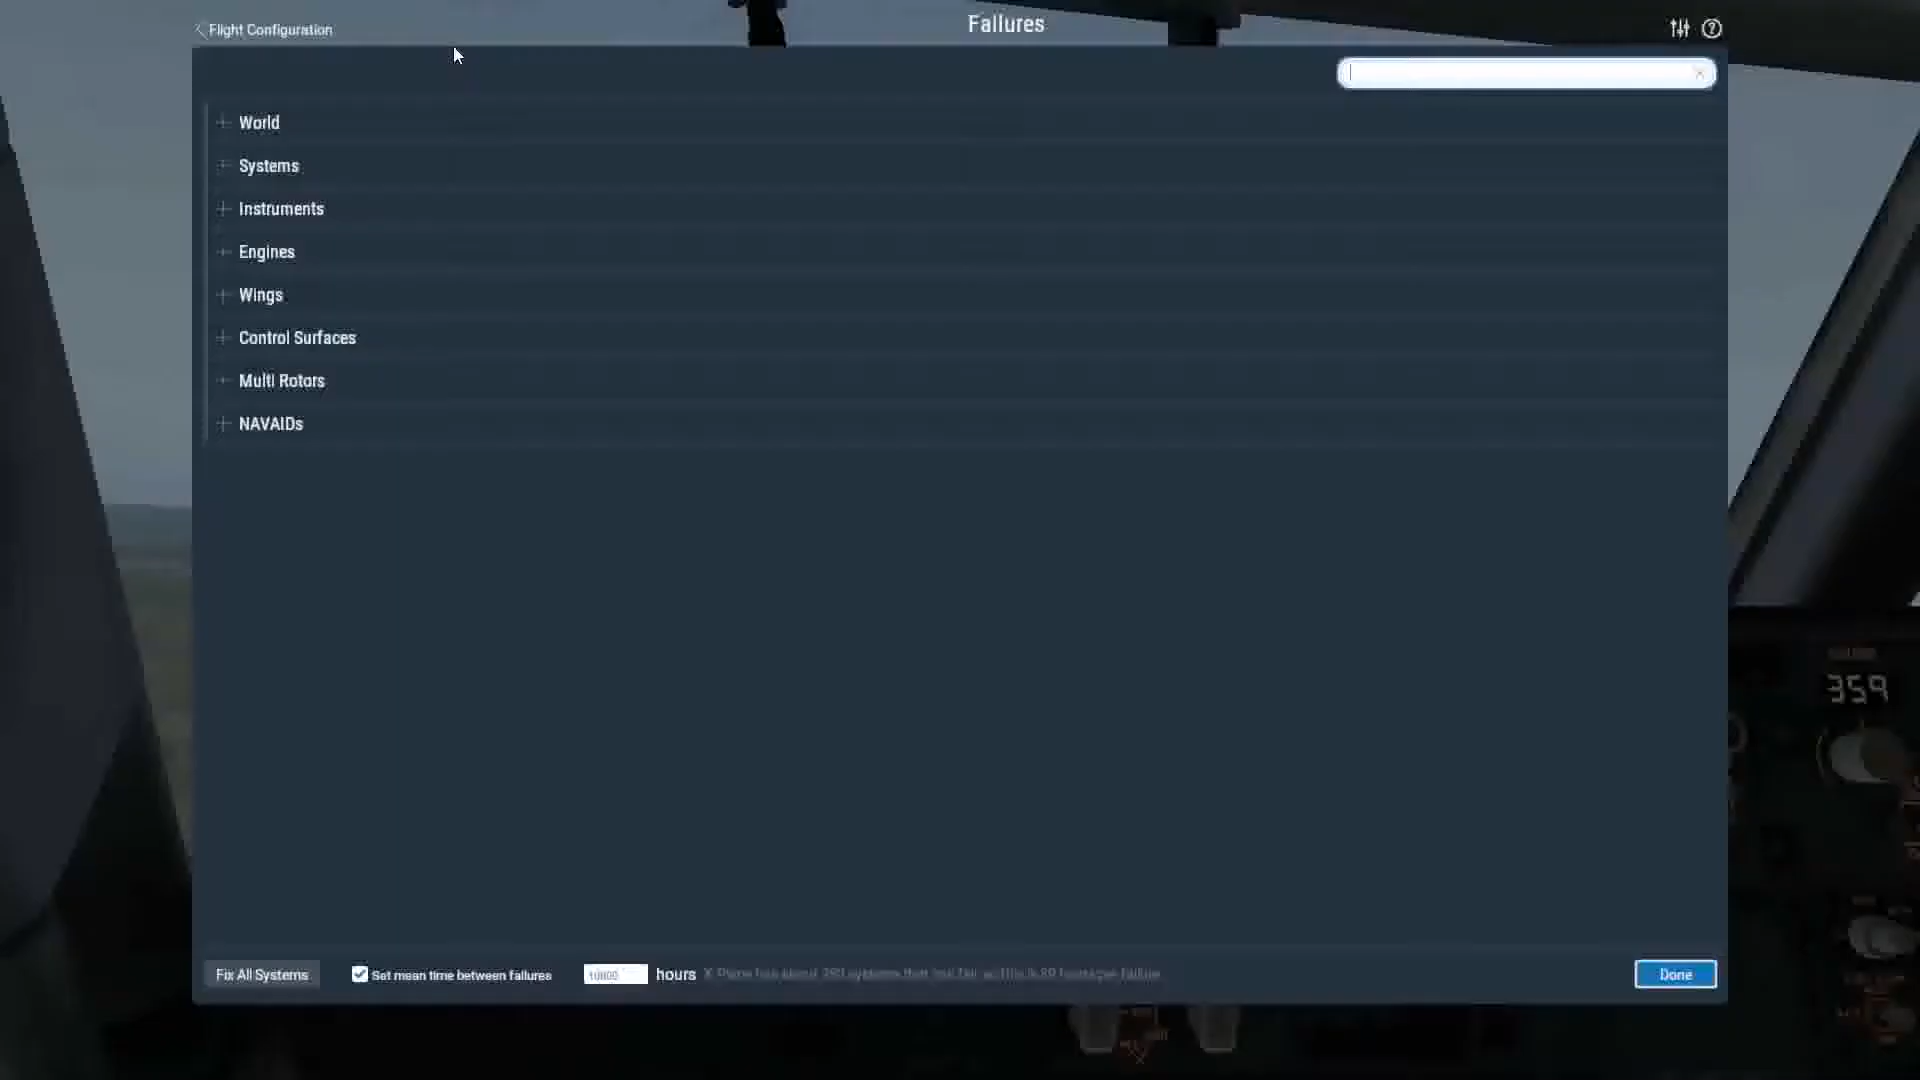 Flight Configuration
Failures
World
Systems
Instruments
Engines
Wings
Control Surfaces
Multi Rotors
NAVAIDs
Fix All Systems
Set mean time between failures
hours
Done
359